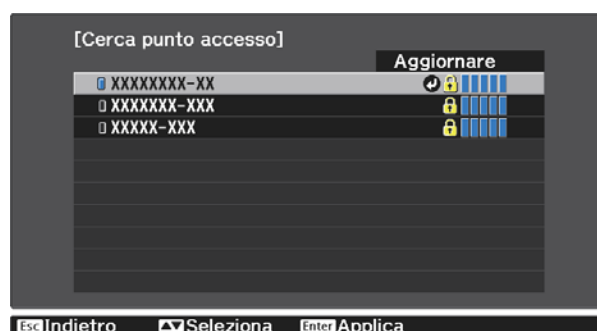 [Cerca punto accesso]
Aggiornare
XXXXXXXX-XX
XXXXXXX-XXX
XXXXX-XXX
Esc Indietro Seleziona Enter Applica